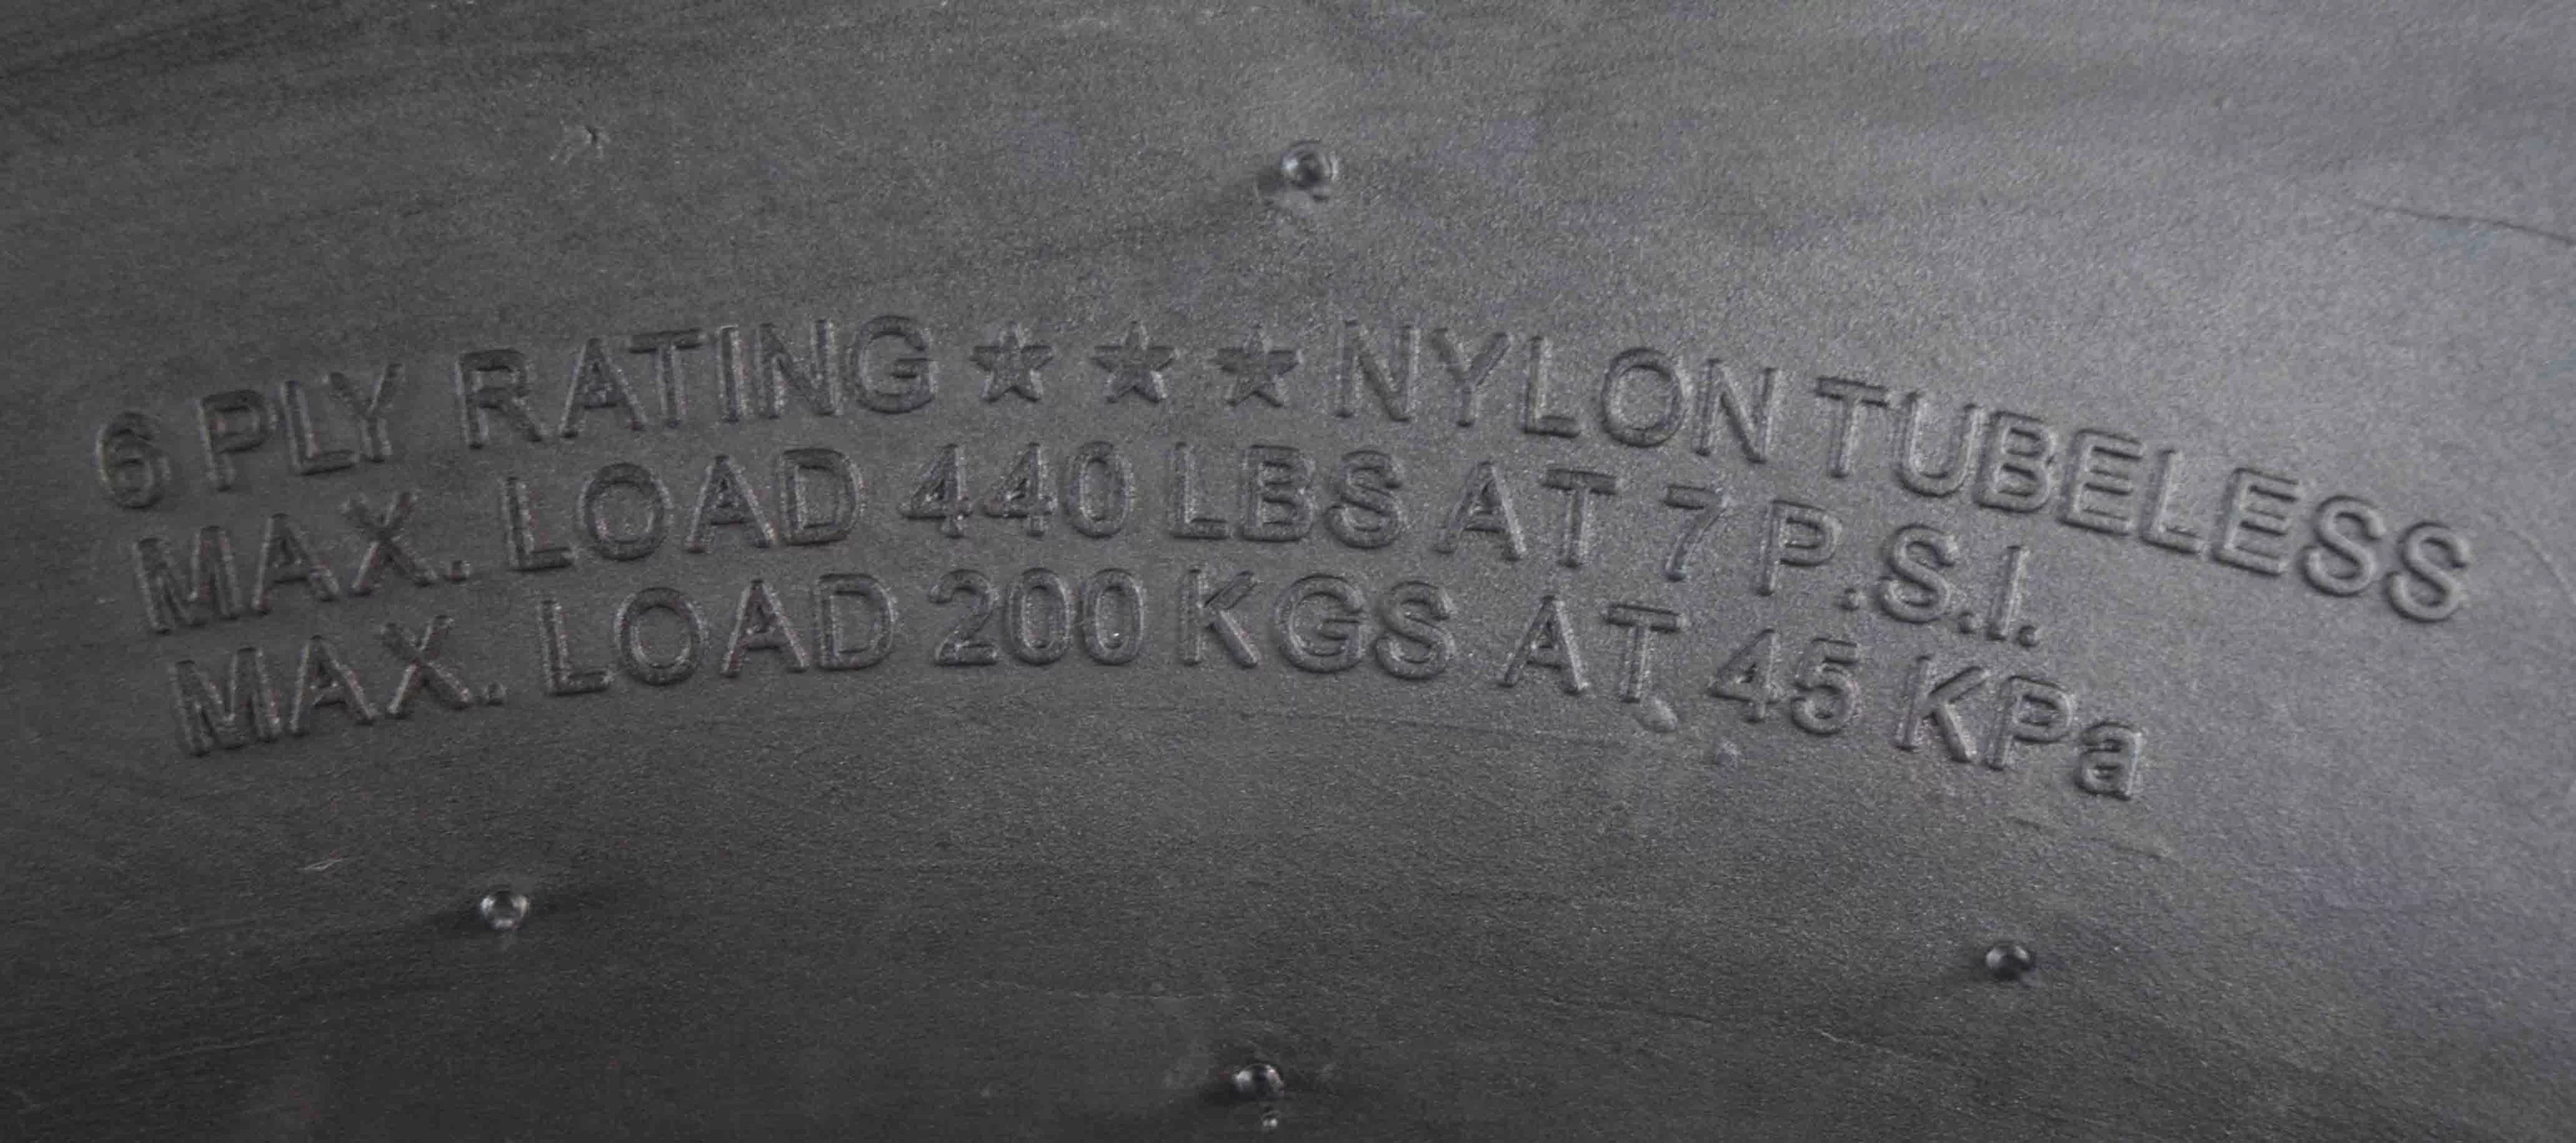 6 PLY RATING ★ ★ ★ NYLON TUBELESS
MAX. LOAD 440 LBS AT 7 P.S.I.
MAX. LOAD 200 KGS AT 45 KPa